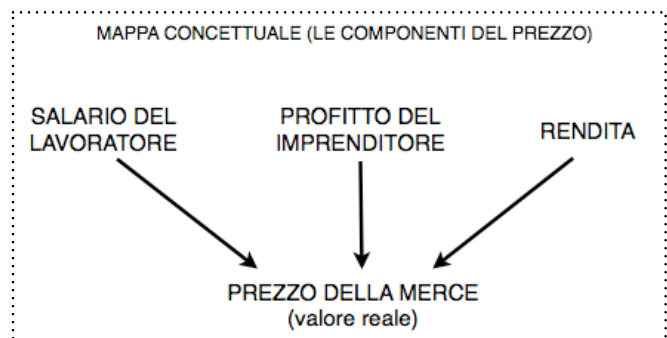 MAPPA CONCETTUALE (LE COMPONENTI DEL PREZZO)
SALARIO DEL
LAVORATORE
PROFITTO DEL
IMPRENDITORE
RENDITA
PREZZO DELLA MERCE
(valore reale)